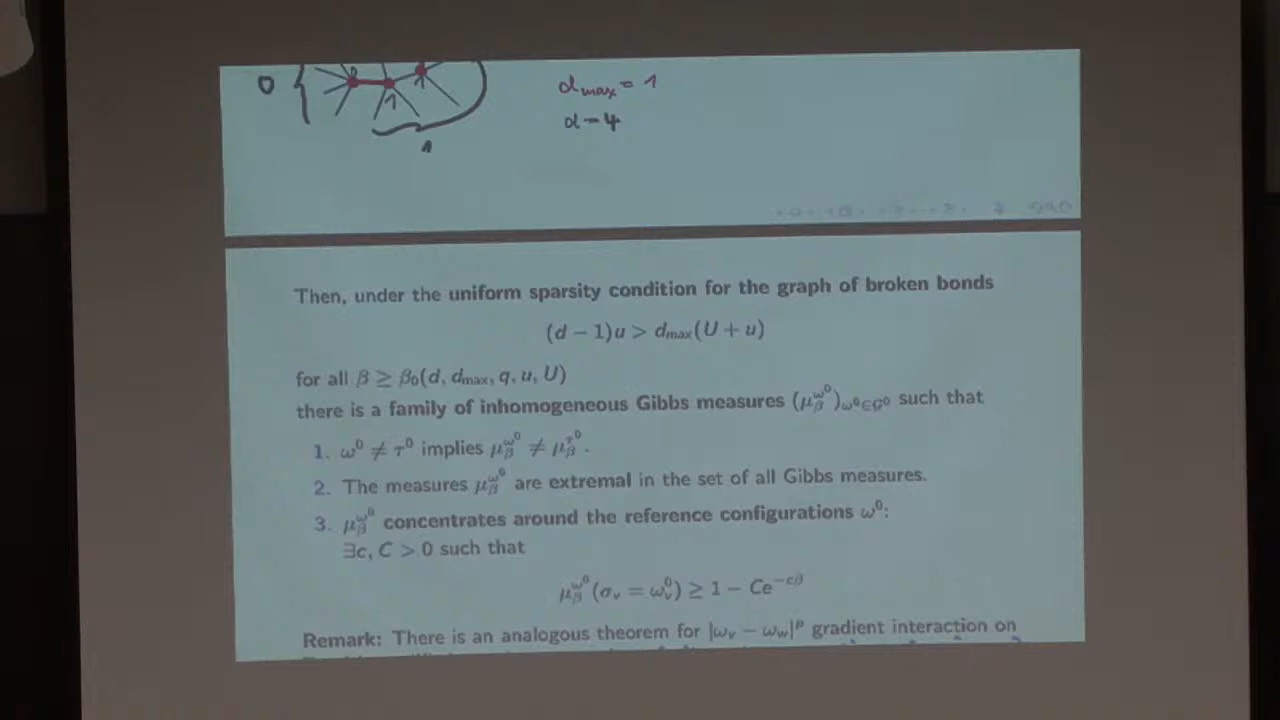 0
1
1
d_max = 1
d = 4
Then, under the uniform sparsity condition for the graph of broken bonds
(d − 1)u > d_max(U + u)
for all β ≥ β₀(d, d_max, q, u, U)
there is a family of inhomogeneous Gibbs measures (μ_β^{ω⁰})_{ω⁰∈G⁰} such that
1. ω⁰ ≠ τ⁰ implies μ_β^{ω⁰} ≠ μ_β^{τ⁰}.
2. The measures μ_β^{ω⁰} are extremal in the set of all Gibbs measures.
3. μ_β^{ω⁰} concentrates around the reference configurations ω⁰:
∃c, C > 0 such that
μ_β^{ω⁰}(σ_v = ω_v⁰) ≥ 1 − Ce^{−cβ}
Remark: There is an analogous theorem for |ω_v − ω_w|^p gradient interaction on